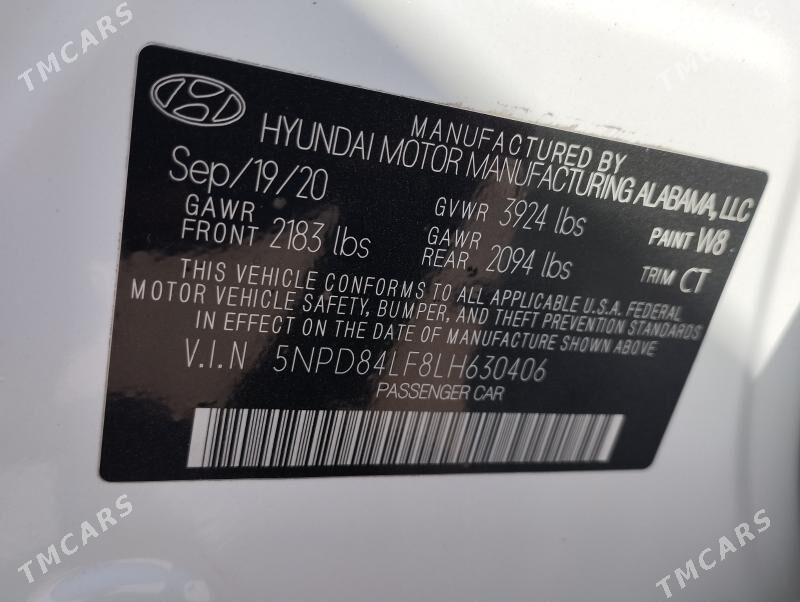 TMCARS
TMCARS
MANUFACTURED BY
HYUNDAI MOTOR MANUFACTURING ALABAMA, LLC
Sep/19/20
GVWR 3924 lbs
PAINT W8
GAWR
FRONT 2183 lbs
GAWR
REAR 2094 lbs
TRIM CT
THIS VEHICLE CONFORMS TO ALL APPLICABLE U.S.A. FEDERAL
MOTOR VEHICLE SAFETY, BUMPER, AND THEFT PREVENTION STANDARDS
IN EFFECT ON THE DATE OF MANUFACTURE SHOWN ABOVE
V.I.N 5NPD84LF8LH630406
PASSENGER CAR
TMCARS
TMCARS